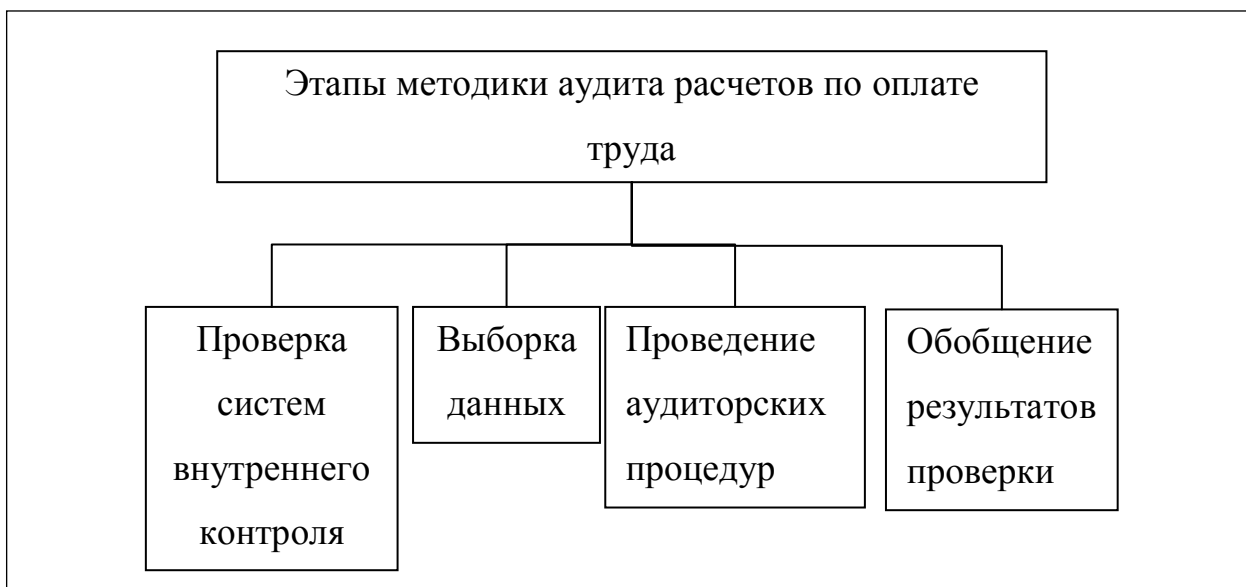 Этапы методики аудита расчетов по оплате
труда
Проверка
систем
внутреннего
контроля
Выборка
данных
Проведение
аудиторских
процедур
Обобщение
результатов
проверки